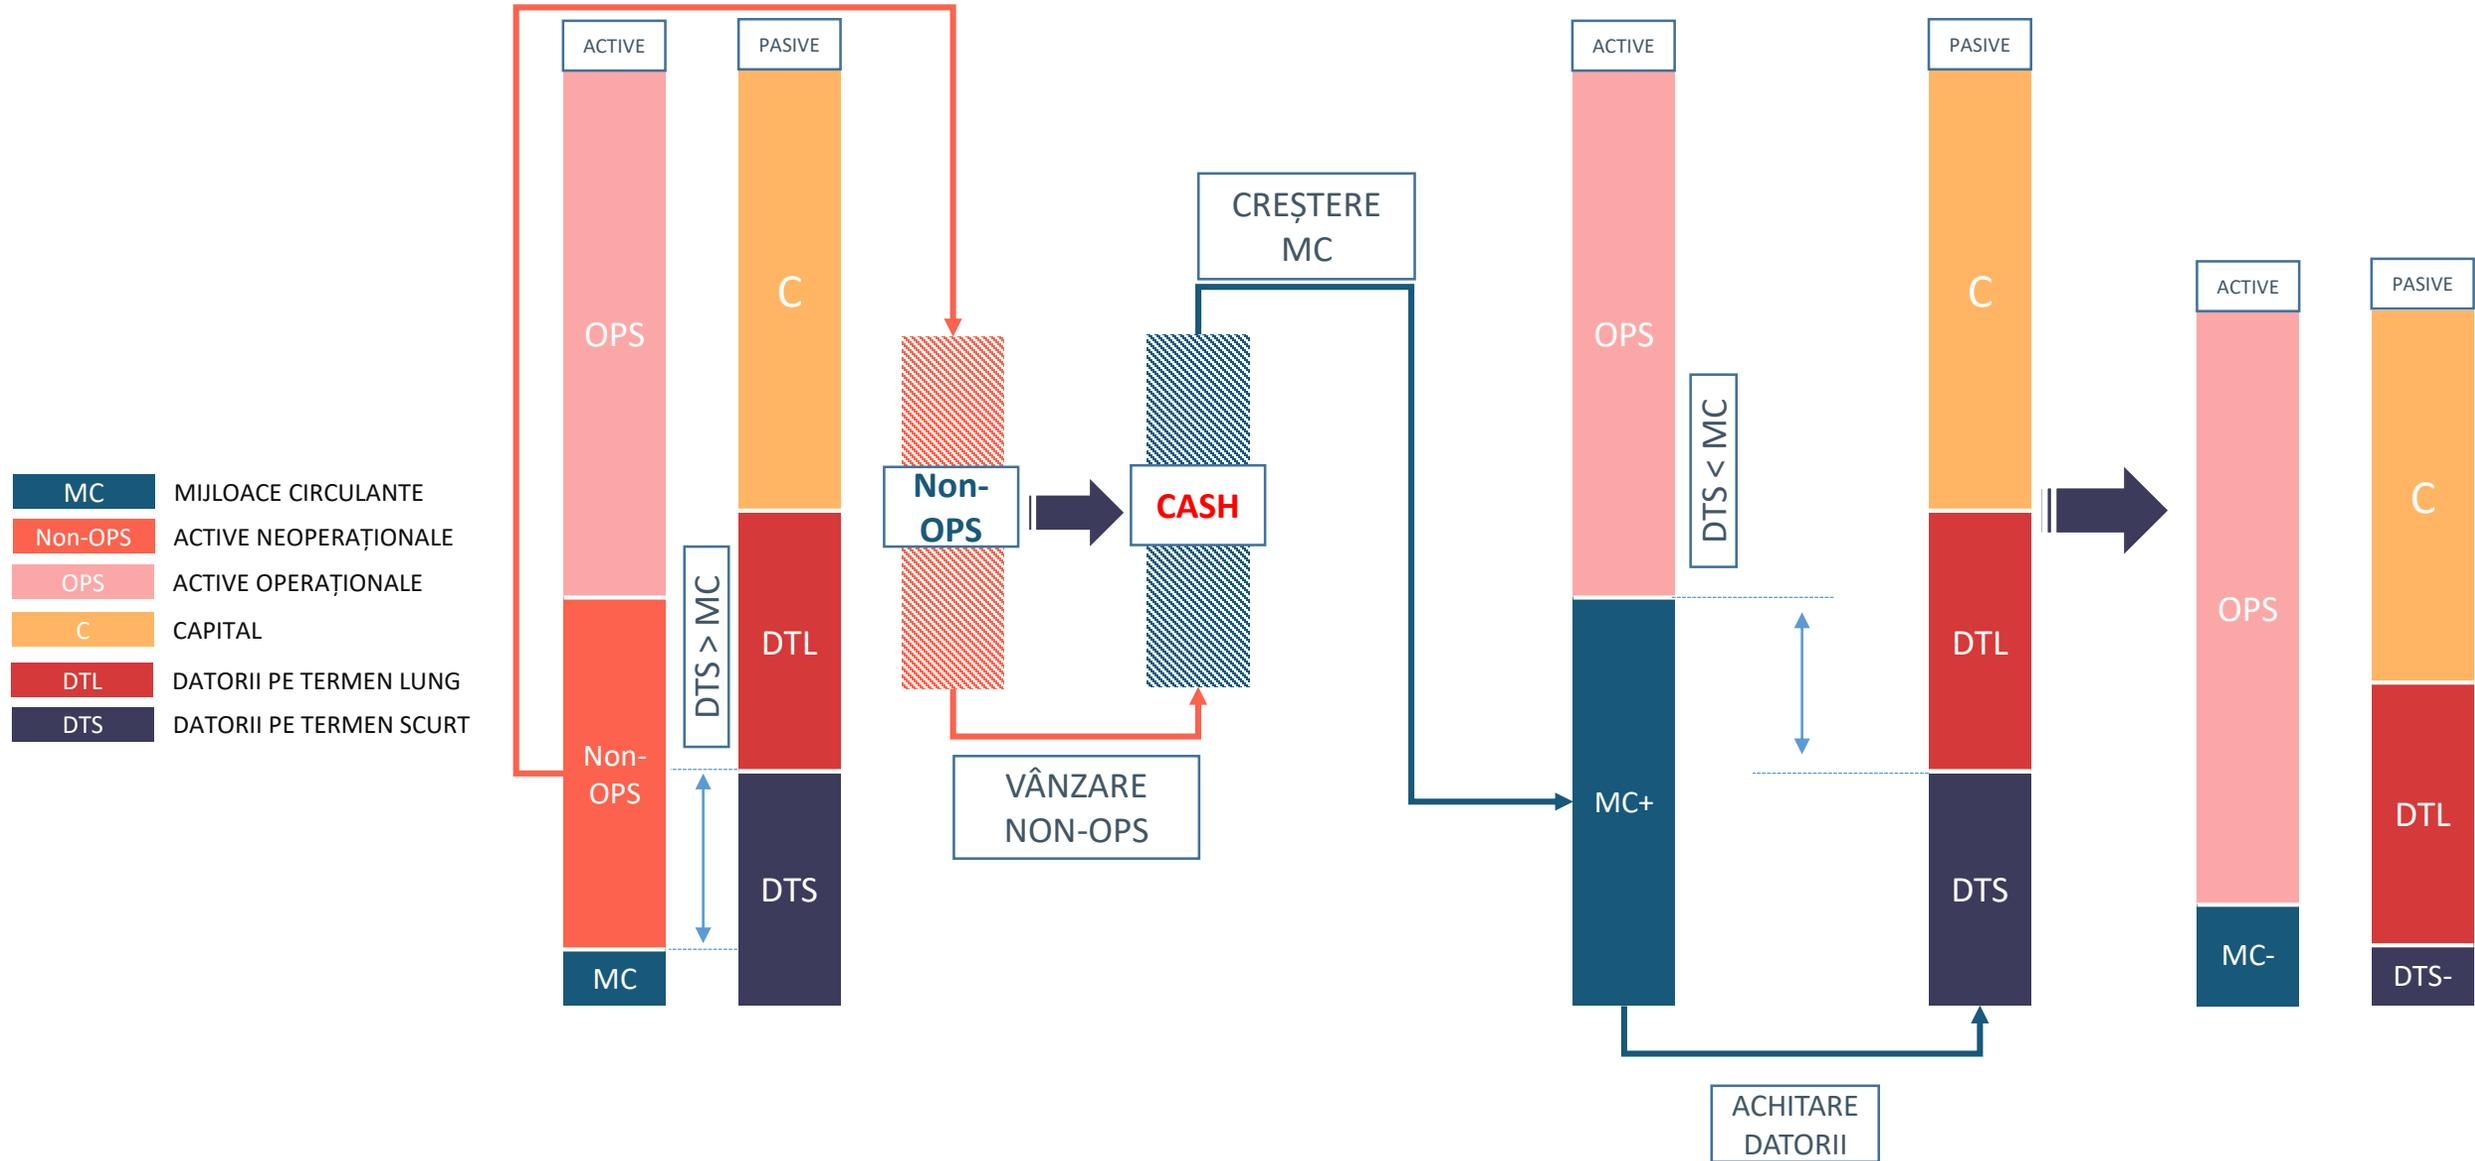 ACTIVE
PASIVE
ACTIVE
PASIVE
CREȘTERE
MC
ACTIVE
PASIVE
C
OPS
C
OPS
DTS < MC
MC MIJLOACE CIRCULANTE
Non-OPS ACTIVE NEOPERAȚIONALE
OPS ACTIVE OPERAȚIONALE
C CAPITAL
DTL DATORII PE TERMEN LUNG
DTS DATORII PE TERMEN SCURT
Non-
OPS
CASH
C
DTS > MC
DTL
DTL
OPS
Non-
OPS
VÂNZARE
NON-OPS
MC+
DTL
DTS
DTS
MC
MC-
DTS-
ACHITARE
DATORII